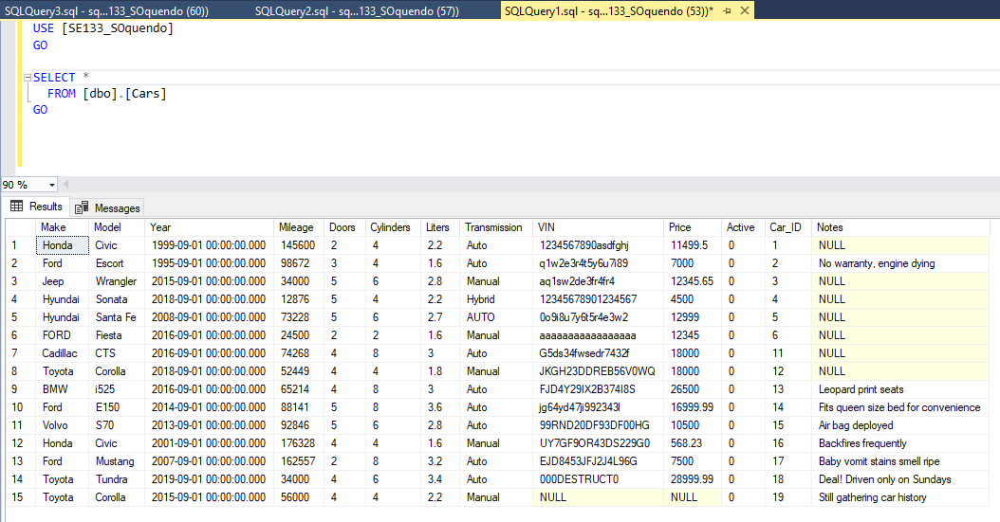 SQLQuery3.sql - sq...133_SOquendo (60)) SQLQuery2.sql - sq...133_SOquendo (57)) SQLQuery1.sql - sq...133_SOquendo (53))*
USE [SE133_SOquendo]
GO
SELECT *
FROM [dbo].[Cars]
GO
90 %
Results Messages
Make Model Year Mileage Doors Cylinders Liters Transmission VIN Price Active Car_ID Notes
1 Honda Civic 1999-09-01 00:00:00.000 145600 2 4 2.2 Auto 1234567890asdfghj 11499.5 0 1 NULL
2 Ford Escort 1995-09-01 00:00:00.000 98672 3 4 1.6 Auto q1w2e3r4t5y6u7i89 7000 0 2 No warranty, engine dying
3 Jeep Wrangler 2015-09-01 00:00:00.000 34000 5 6 2.8 Manual aq1sw2de3fr4fr4 12345.65 0 3 NULL
4 Hyundai Sonata 2018-09-01 00:00:00.000 12876 5 4 2.2 Hybrid 12345678901234567 4500 0 4 NULL
5 Hyundai Santa Fe 2008-09-01 00:00:00.000 73228 5 6 2.7 AUTO 0o9i8u7y6t5r4e3w2 12999 0 5 NULL
6 FORD Fiesta 2016-09-01 00:00:00.000 24500 2 2 1.6 Manual aaaaaaaaaaaaaaaaa 12345 0 6 NULL
7 Cadillac CTS 2016-09-01 00:00:00.000 74268 4 8 3 Auto G5ds34fwsedr7432f 18000 0 11 NULL
8 Toyota Corolla 2018-09-01 00:00:00.000 52449 4 4 1.8 Manual JKGH23DDREB56V0WQ 18000 0 12 NULL
9 BMW i525 2016-09-01 00:00:00.000 65214 4 8 3 Auto FJD4Y29IX2B374I8S 26500 0 13 Leopard print seats
10 Ford E150 2014-09-01 00:00:00.000 88141 5 8 3.6 Auto jg64yd47ji992343l 16999.99 0 14 Fits queen size bed for convenience
11 Volvo S70 2013-09-01 00:00:00.000 92846 5 6 2.8 Auto 99RND20DF93DF00HG 10500 0 15 Air bag deployed
12 Honda Civic 2001-09-01 00:00:00.000 176328 4 4 1.6 Manual UY7GF9OR43DS229G0 568.23 0 16 Backfires frequently
13 Ford Mustang 2007-09-01 00:00:00.000 162557 2 8 3.2 Auto EJD8453JFJ2J4L96G 7500 0 17 Baby vomit stains smell ripe
14 Toyota Tundra 2019-09-01 00:00:00.000 34000 4 6 3.4 Auto 000DESTRUCT0 28999.99 0 18 Deal! Driven only on Sundays
15 Toyota Corolla 2015-09-01 00:00:00.000 56000 4 4 2.2 Manual NULL NULL 0 19 Still gathering car history